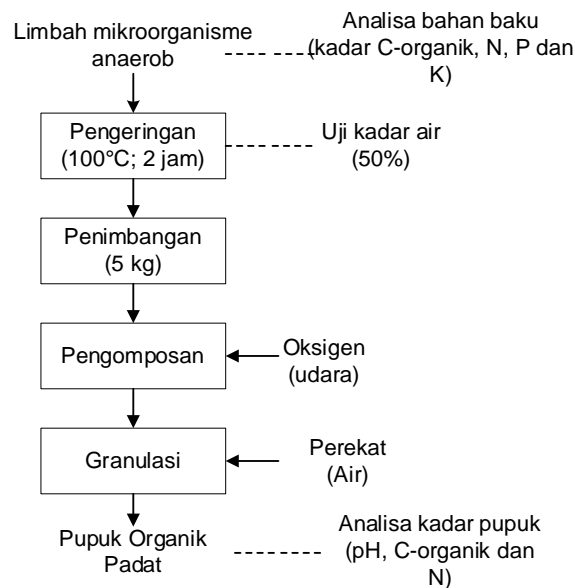 Limbah mikroorganisme
anaerob
Analisa bahan baku
(kadar C-organik, N, P dan
K)
Pengeringan
(100°C; 2 jam)
Uji kadar air
(50%)
Penimbangan
(5 kg)
Pengomposan
Oksigen
(udara)
Granulasi
Perekat
(Air)
Pupuk Organik
Padat
Analisa kadar pupuk
(pH, C-organik dan
N)